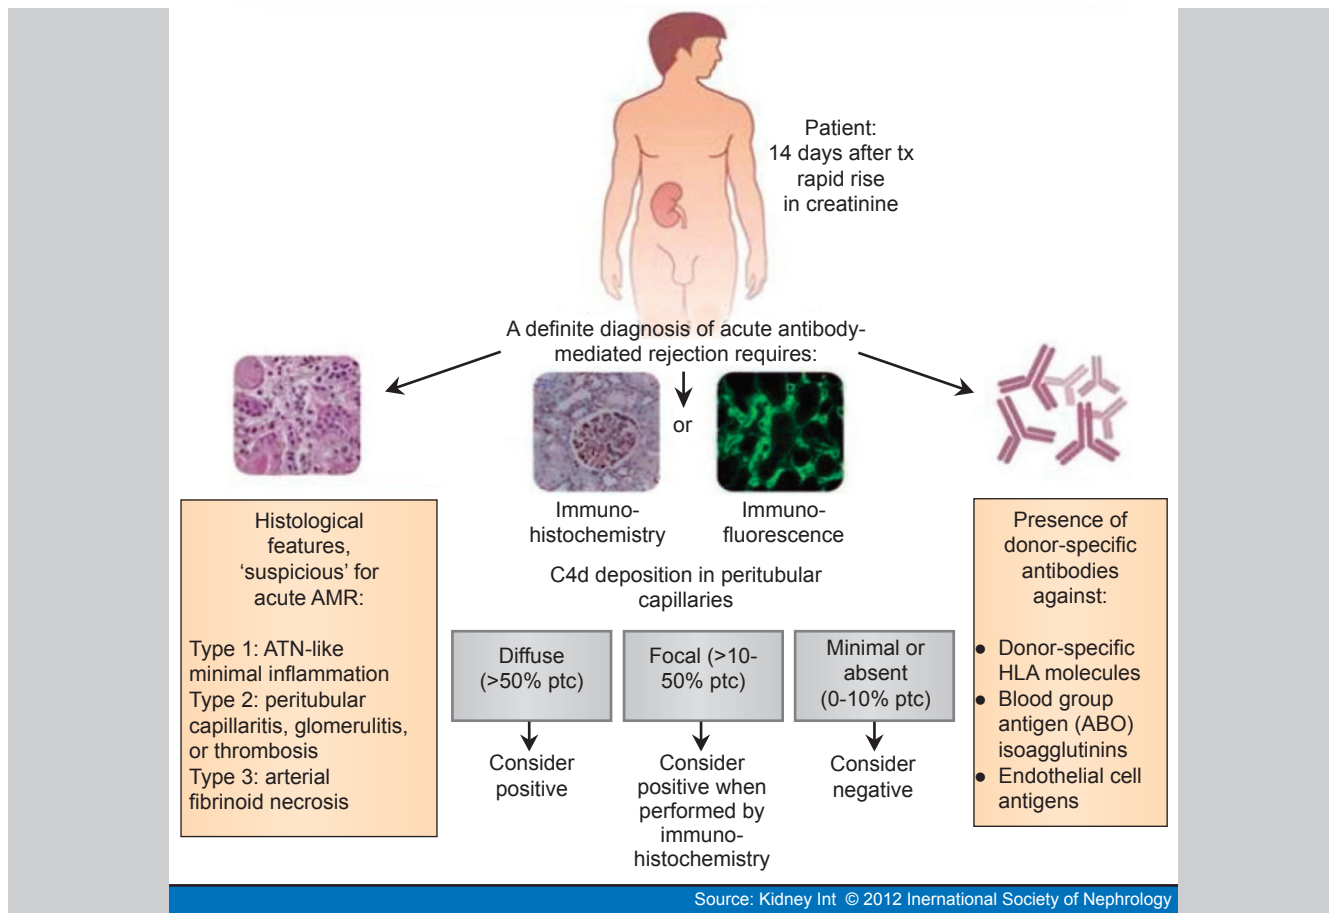 Patient:
14 days after tx
rapid rise
in creatinine
A definite diagnosis of acute antibody-
mediated rejection requires:
or
Immuno-
histochemistry
Immuno-
fluorescence
C4d deposition in peritubular
capillaries
Histological
features,
‘suspicious’ for
acute AMR:
Type 1: ATN-like
minimal inflammation
Type 2: peritubular
capillaritis, glomerulitis,
or thrombosis
Type 3: arterial
fibrinoid necrosis
Diffuse
(>50% ptc)
Consider
positive
Focal (>10-
50% ptc)
Consider
positive when
performed by
immuno-
histochemistry
Minimal or
absent
(0-10% ptc)
Consider
negative
Presence of
donor-specific
antibodies
against:
● Donor-specific
HLA molecules
● Blood group
antigen (ABO)
isoagglutinins
● Endothelial cell
antigens
Source: Kidney Int © 2012 Inernational Society of Nephrology